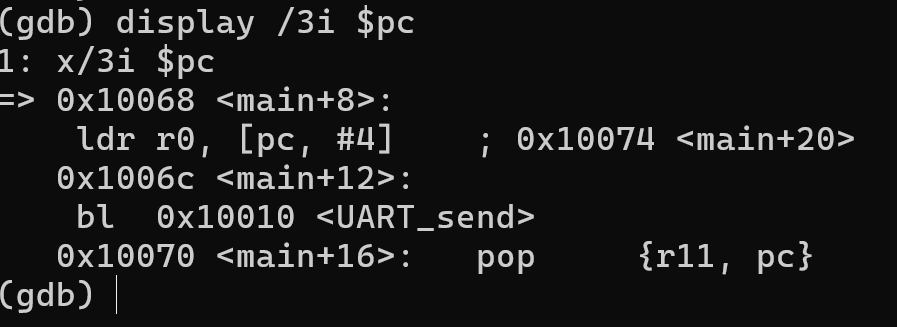 (gdb) display /3i $pc
1: x/3i $pc
=> 0x10068 <main+8>:
    ldr r0, [pc, #4]    ; 0x10074 <main+20>
   0x1006c <main+12>:
    bl  0x10010 <UART_send>
   0x10070 <main+16>:   pop     {r11, pc}
(gdb)